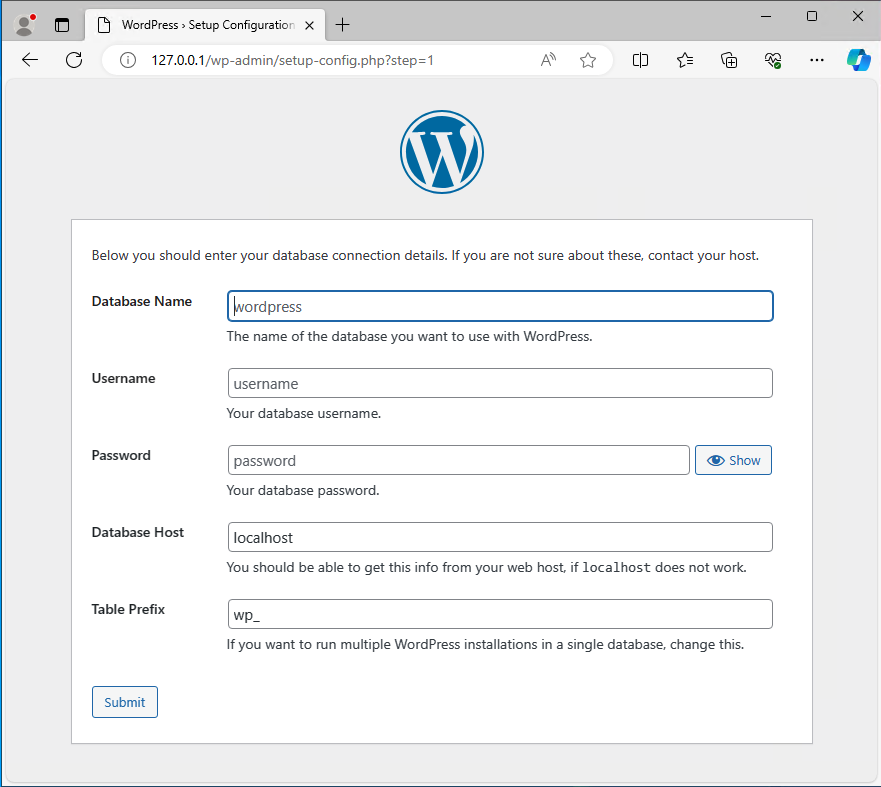 WordPress › Setup Configuration
127.0.0.1/wp-admin/setup-config.php?step=1
Below you should enter your database connection details. If you are not sure about these, contact your host.
Database Name
wordpress
The name of the database you want to use with WordPress.
Username
username
Your database username.
Password
password
Show
Your database password.
Database Host
localhost
You should be able to get this info from your web host, if localhost does not work.
Table Prefix
wp_
If you want to run multiple WordPress installations in a single database, change this.
Submit